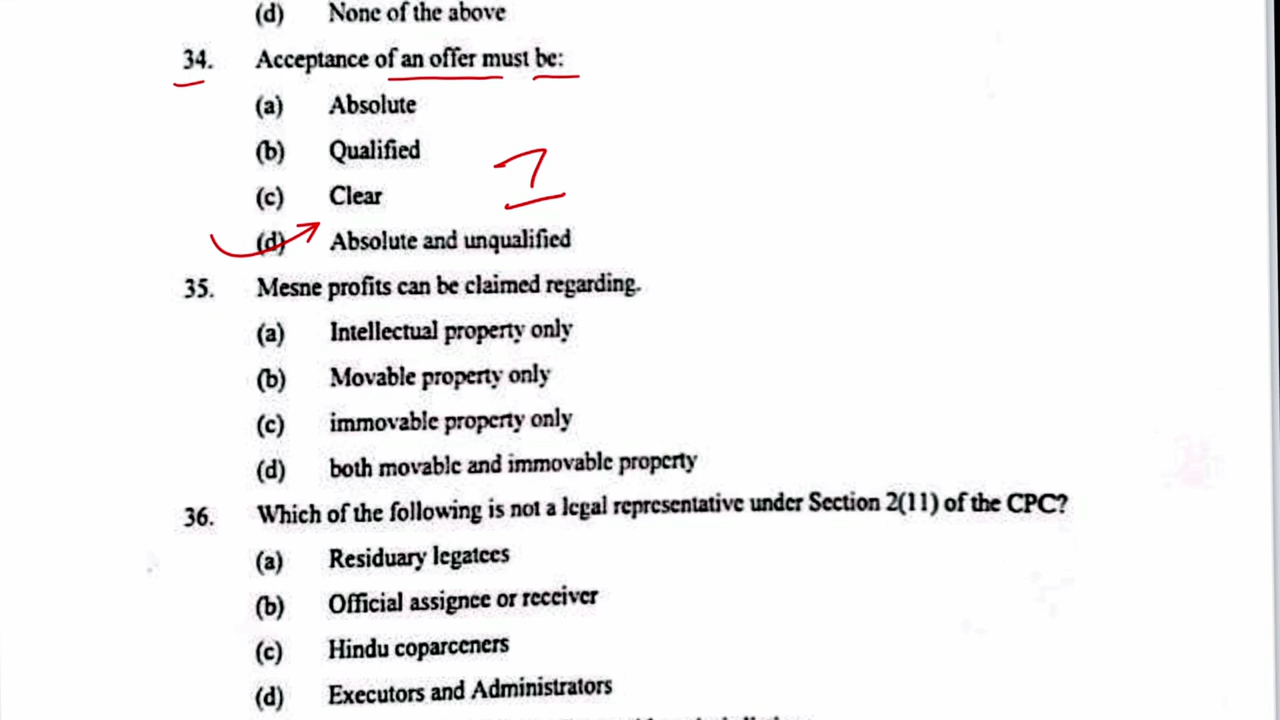 (d) None of the above
34. Acceptance of an offer must be:
(a) Absolute
(b) Qualified
(c) Clear
(d) Absolute and unqualified
35. Mesne profits can be claimed regarding.
(a) Intellectual property only
(b) Movable property only
(c) immovable property only
(d) both movable and immovable property
36. Which of the following is not a legal representative under Section 2(11) of the CPC?
(a) Residuary legatees
(b) Official assignee or receiver
(c) Hindu coparceners
(d) Executors and Administrators